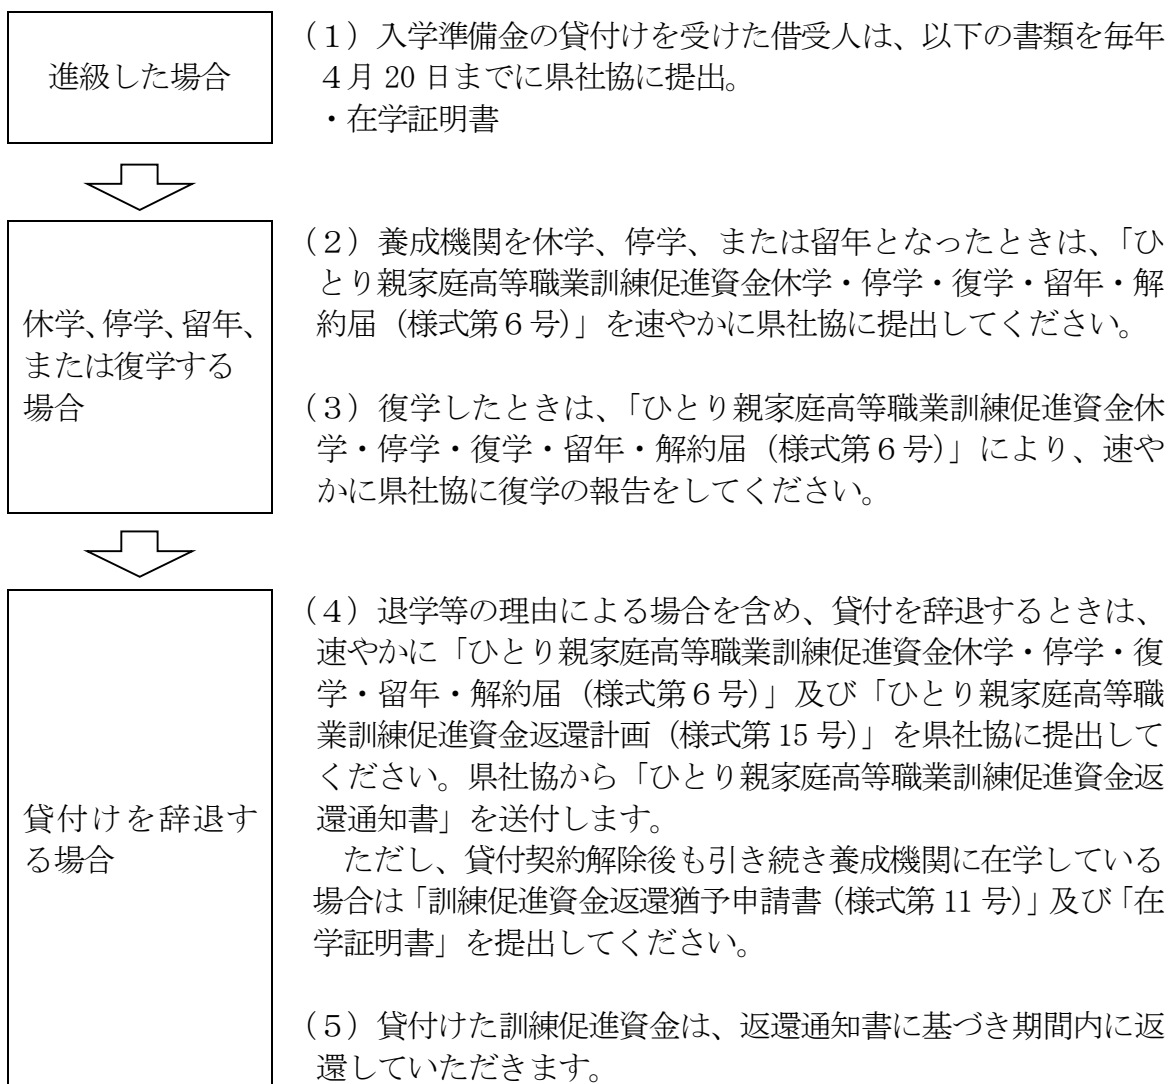 進級した場合
（１）入学準備金の貸付けを受けた借受人は、以下の書類を毎年
４月 20 日までに県社協に提出。
・在学証明書
休学、停学、留年、
または復学する
場合
（２）養成機関を休学、停学、または留年となったときは、「ひ
とり親家庭高等職業訓練促進資金休学・停学・復学・留年・解
約届（様式第６号）」を速やかに県社協に提出してください。
（３）復学したときは、「ひとり親家庭高等職業訓練促進資金休
学・停学・復学・留年・解約届（様式第６号）」により、速や
かに県社協に復学の報告をしてください。
貸付けを辞退す
る場合
（４）退学等の理由による場合を含め、貸付を辞退するときは、
速やかに「ひとり親家庭高等職業訓練促進資金休学・停学・復
学・留年・解約届（様式第６号）」及び「ひとり親家庭高等職
業訓練促進資金返還計画（様式第 15 号）」を県社協に提出して
ください。県社協から「ひとり親家庭高等職業訓練促進資金返
還通知書」を送付します。
ただし、貸付契約解除後も引き続き養成機関に在学している
場合は「訓練促進資金返還猶予申請書（様式第 11 号）」及び「在
学証明書」を提出してください。
（５）貸付けた訓練促進資金は、返還通知書に基づき期間内に返
還していただきます。